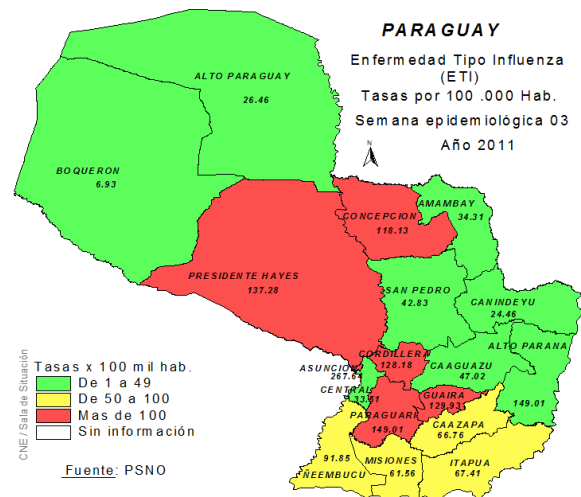 PARAGUAY
Enfermedad Tipo Influenza
(ETI)
Tasas por 100 .000 Hab.
Semana epidemiológica 03
Año 2011
N
ALTO PARAGUAY
26.46
BOQUERON
6.93
AMAMBAY
34.31
CONCEPCION
118.13
PRESIDENTE HAYES
137.28
SAN PEDRO
42.83
CANINDEYU
24.46
ALTO PARANA
149.01
CORDILLERA
128.18
ASUNCION
267.64
CAAGUAZU
47.02
CENTRAL
33.61
GUAIRA
129.93
PARAGUARI
149.01
CAAZAPA
66.76
91.85
ÑEEMBUCU
MISIONES
61.56
ITAPUA
67.41
CNE / Sala de Situación
Tasas x 100 mil hab.
De 1 a 49
De 50 a 100
Mas de 100
Sin información
Fuente: PSNO